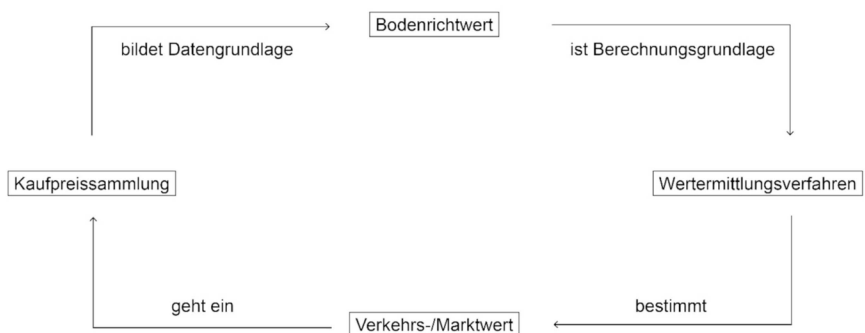 Bodenrichtwert
bildet Datengrundlage
ist Berechnungsgrundlage
Kaufpreissammlung
Wertermittlungsverfahren
geht ein
bestimmt
Verkehrs-/Marktwert